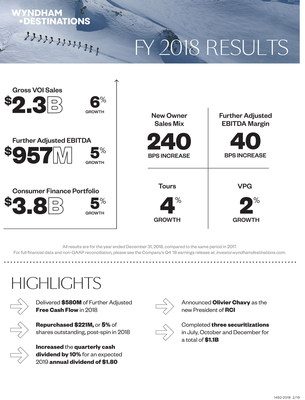 WYNDHAM
DESTINATIONS
FY 2018 RESULTS
Gross VOI Sales
$2.3B
6%
GROWTH
Further Adjusted EBITDA
$957M
5%
GROWTH
Consumer Finance Portfolio
$3.8B
5%
GROWTH
New Owner
Sales Mix
240
BPS INCREASE
Further Adjusted
EBITDA Margin
40
BPS INCREASE
Tours
4%
GROWTH
VPG
2%
GROWTH
All results are for the year ended December 31, 2018, compared to the same period in 2017.
For full financial data and non-GAAP reconciliation, please see the Company's Q4 18 earnings release at investor.wyndhamdestinations.com
HIGHLIGHTS
Delivered $580M of Further Adjusted
Free Cash Flow in 2018
Repurchased $221M, or 5% of
shares outstanding, post-spin in 2018
Increased the quarterly cash
dividend by 10% for an expected
2019 annual dividend of $1.80
Announced Olivier Chavy as the
new President of RCI
Completed three securitizations
in July, October and December for
a total of $1.1B